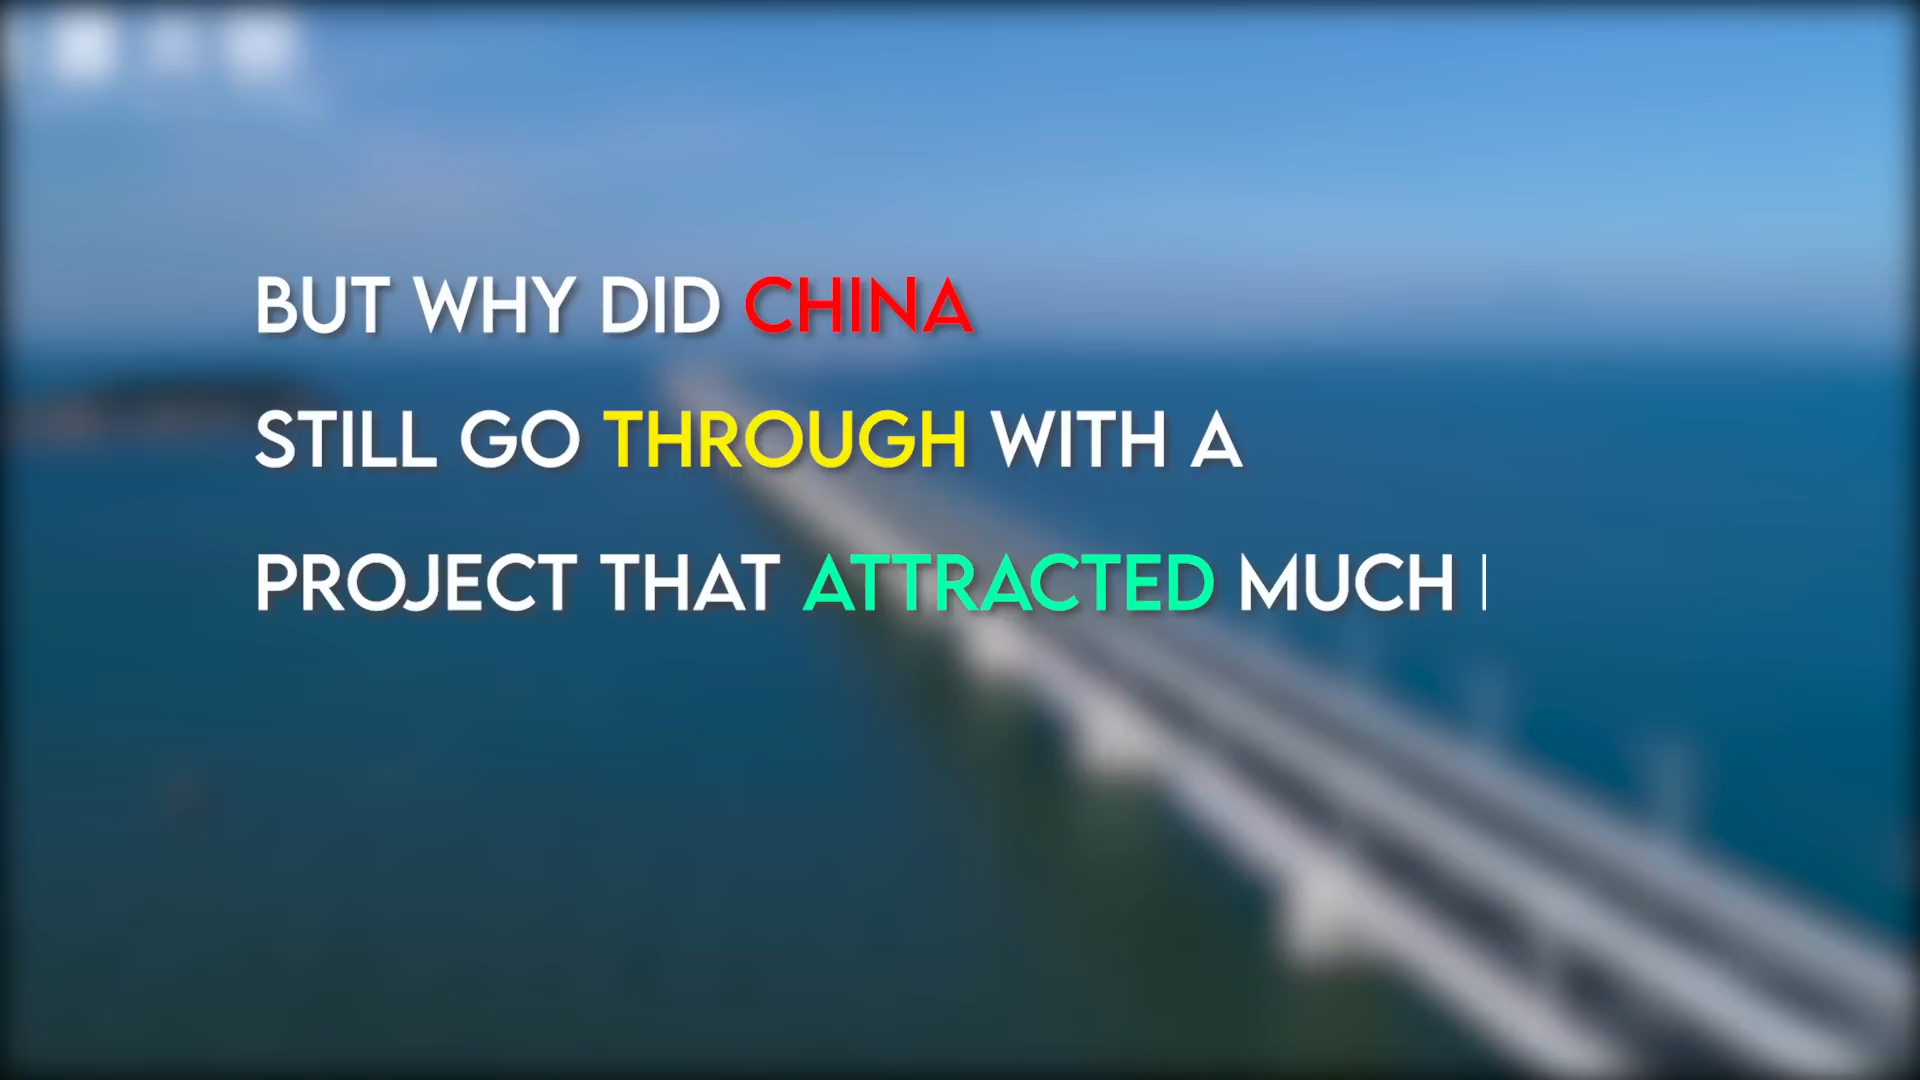 BUT WHY DID CHINA
STILL GO THROUGH WITH A
PROJECT THAT ATTRACTED MUCH